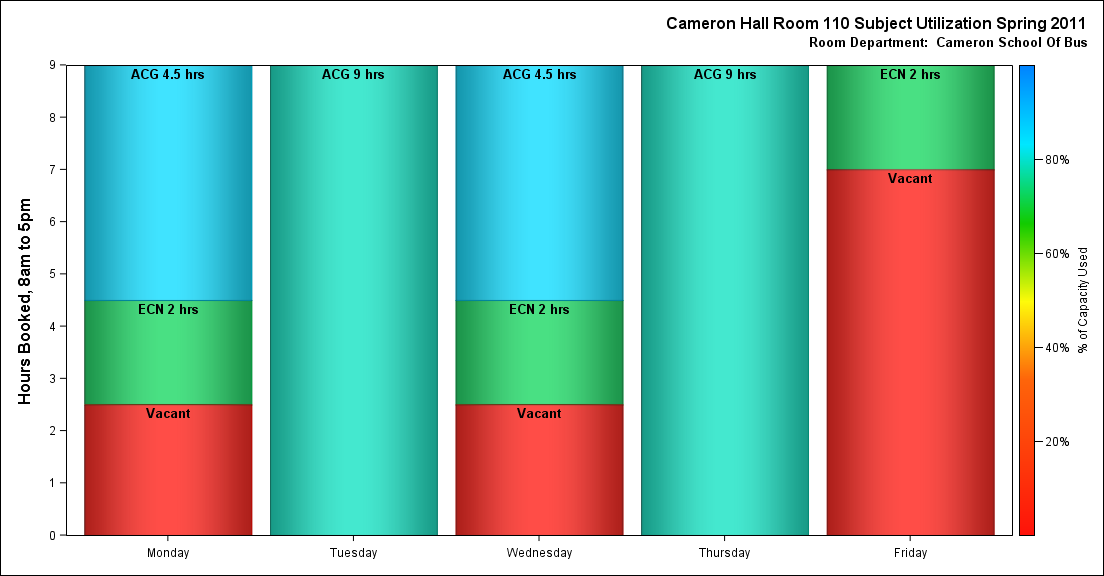 Cameron Hall Room 110 Subject Utilization Spring 2011
Room Department:  Cameron School Of Bus
Hours Booked, 8am to 5pm
9
8
7
6
5
4
3
2
1
0
ACG 4.5 hrs
ECN 2 hrs
Vacant
ACG 9 hrs
ACG 4.5 hrs
ECN 2 hrs
Vacant
ACG 9 hrs
ECN 2 hrs
Vacant
Monday
Tuesday
Wednesday
Thursday
Friday
80%
60%
40%
20%
% of Capacity Used